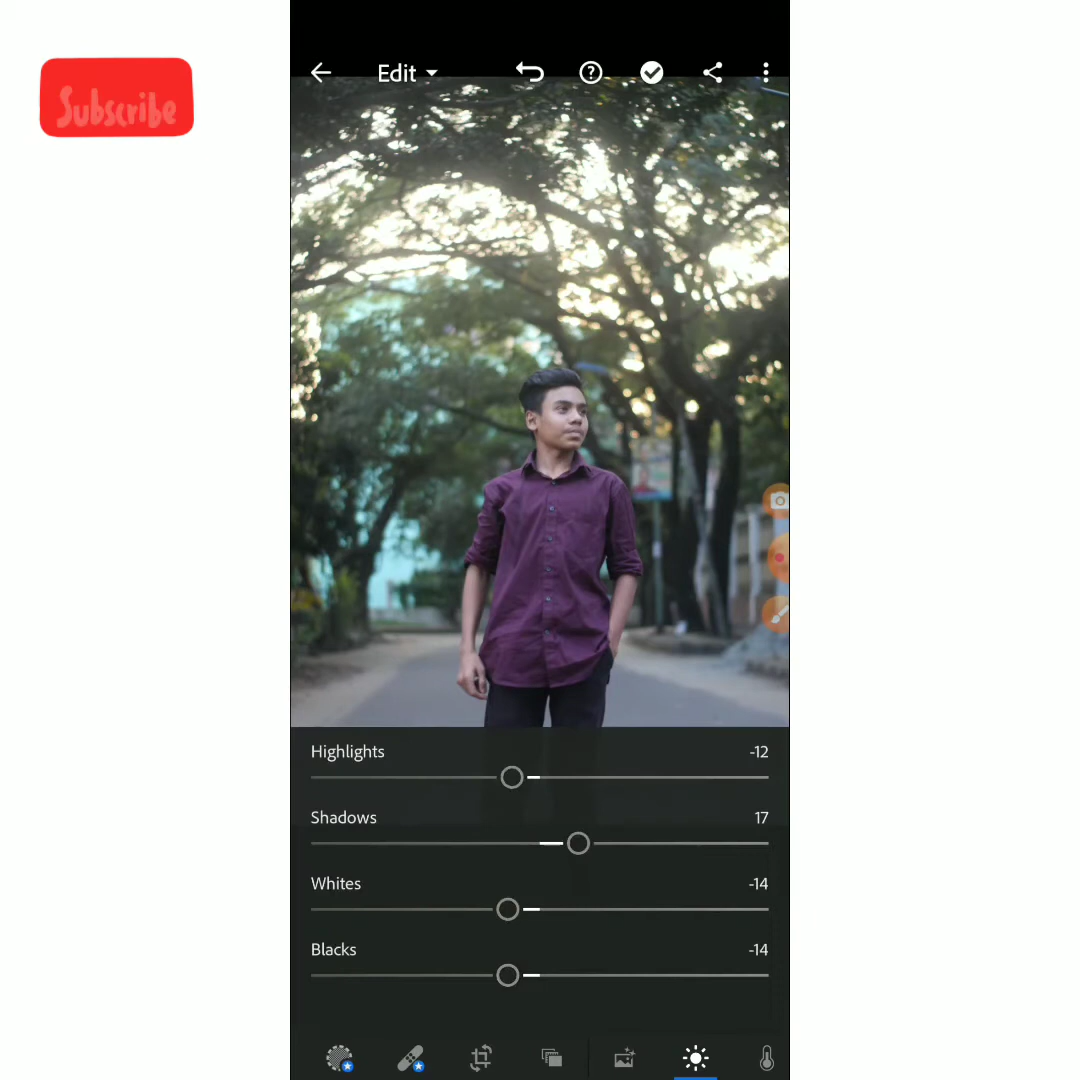 Edit
Subscribe
Highlights -12
Shadows 17
Whites -14
Blacks -14